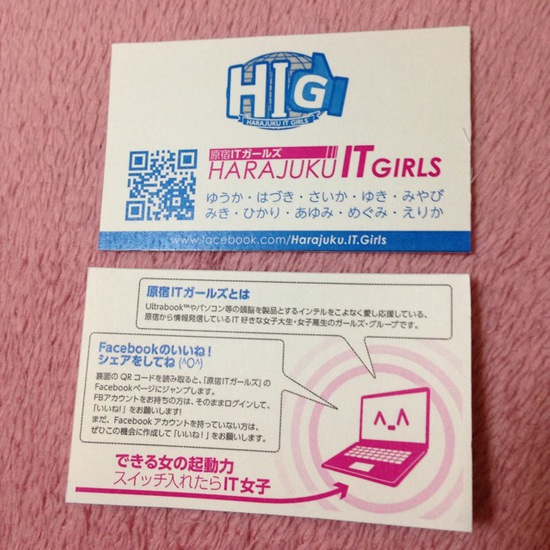 HIG
HARAJUKU IT GIRLS
原宿ITガールズ
HARAJUKU IT GIRLS
ゆうか・はづき・さいか・ゆき・みやび
みき・ひかり・あゆみ・めぐみ・えりか
www.facebook.com/Harajuku.IT.Girls
原宿ITガールズとは
Ultrabook™やパソコン等の頭脳を製品とするインテルをこよなく愛し応援している、
原宿から情報発信しているIT好きな女子大生・女子高生のガールズ・グループです。
Facebookのいいね！
シェアをしてね(^O^)
裏面のQRコードを読み取ると、「原宿ITガールズ」の
Facebookページにジャンプします。
FBアカウントをお持ちの方は、そのままログインして、
「いいね！」をお願いします!
まだ、Facebookアカウントを持っていない方は、
ぜひこの機会に作成して「いいね！」をお願いします。
^_^
できる女の起動力
スイッチ入れたらIT女子